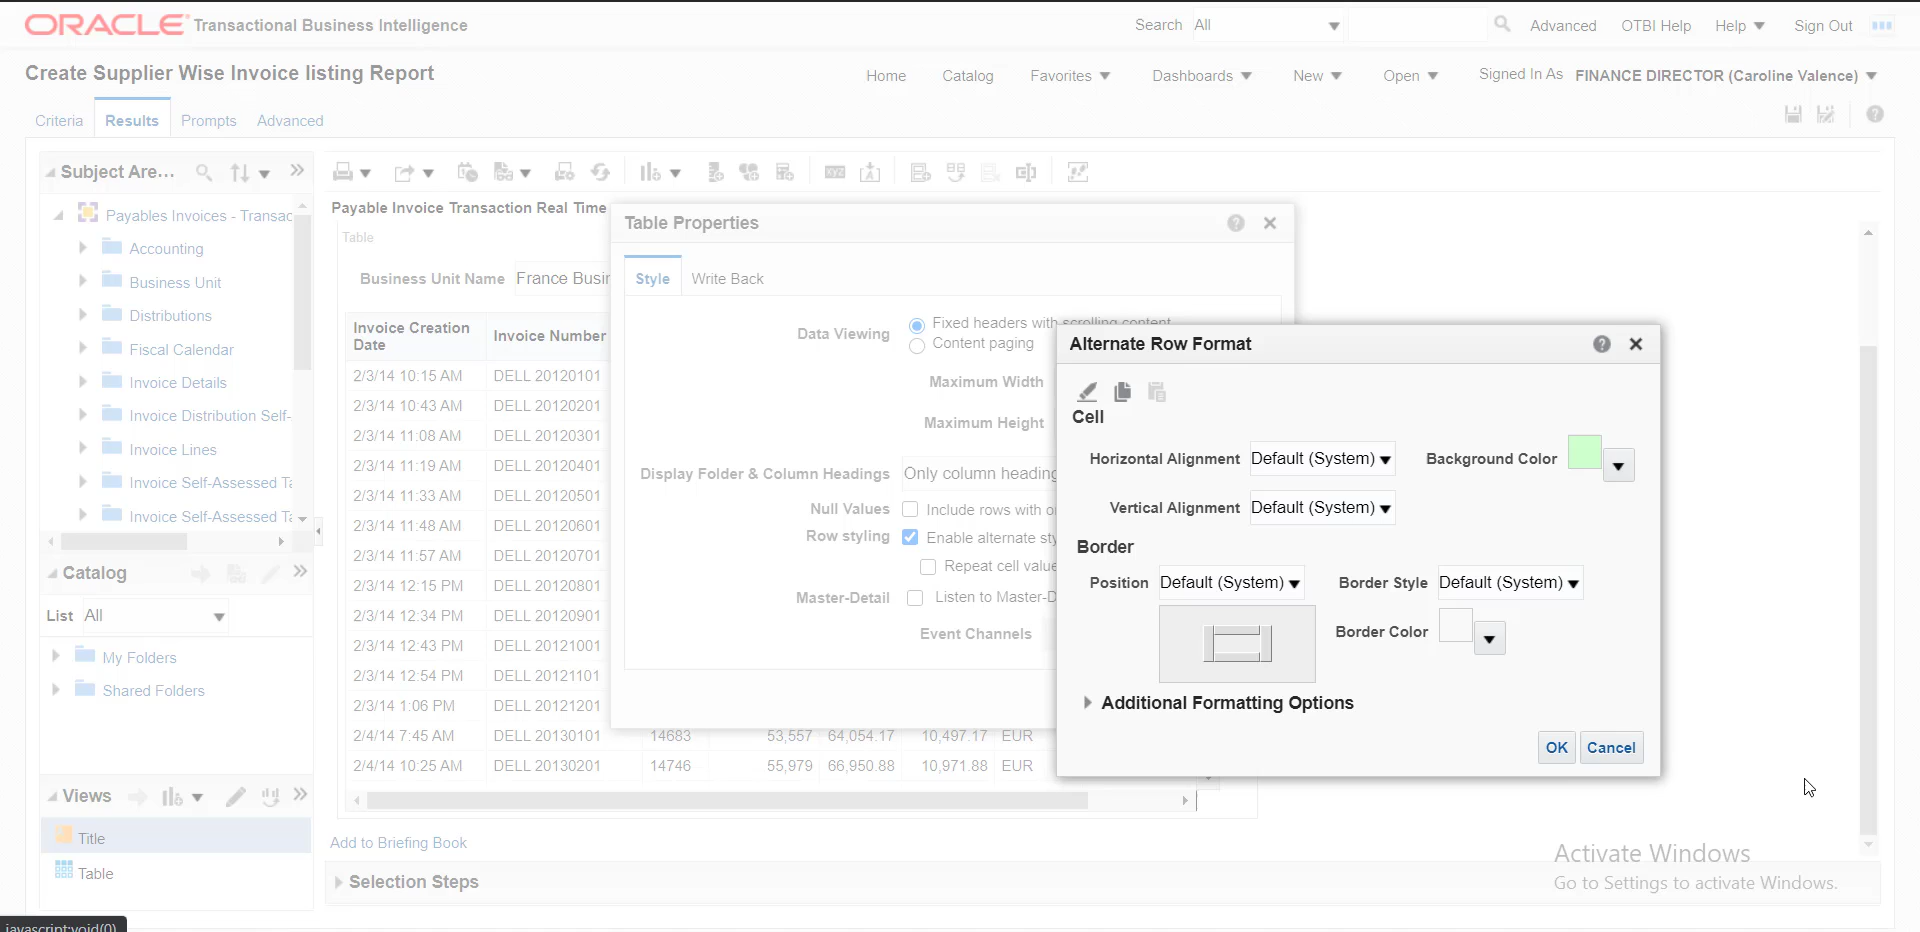 ORACLE Transactional Business Intelligence
Search All
Advanced
OTBI Help
Help
Sign Out
Create Supplier Wise Invoice listing Report
Home
Catalog
Favorites
Dashboards
New
Open
Signed In As FINANCE DIRECTOR (Caroline Valence)
Criteria
Results
Prompts
Advanced
Subject Are...
Payables Invoices - Transac
Accounting
Business Unit
Distributions
Fiscal Calendar
Invoice Details
Invoice Distribution Self-
Invoice Lines
Invoice Self-Assessed Ta
Invoice Self-Assessed Ta
Catalog
List All
My Folders
Shared Folders
Views
Title
Table
javascript:void(0)
Payable Invoice Transaction Real Time
Table
Business Unit Name France Busin
Invoice Creation
Date
Invoice Number
2/3/14 10:15 AM DELL 20120101
2/3/14 10:43 AM DELL 20120201
2/3/14 11:08 AM DELL 20120301
2/3/14 11:19 AM DELL 20120401
2/3/14 11:33 AM DELL 20120501
2/3/14 11:48 AM DELL 20120601
2/3/14 11:57 AM DELL 20120701
2/3/14 12:15 PM DELL 20120801
2/3/14 12:34 PM DELL 20120901
2/3/14 12:43 PM DELL 20121001
2/3/14 12:54 PM DELL 20121101
2/3/14 1:06 PM DELL 20121201
2/4/14 7:45 AM DELL 20130101 14683 53,557 64,054.17 10,497.17 EUR
2/4/14 10:25 AM DELL 20130201 14746 55,979 66,950.88 10,971.88 EUR
Add to Briefing Book
Selection Steps
Table Properties
Style
Write Back
Data Viewing
Fixed headers with scrolling content
Content paging
Maximum Width
Maximum Height
Display Folder & Column Headings Only column heading
Null Values Include rows with o
Row styling Enable alternate sty
Repeat cell value
Master-Detail Listen to Master-D
Event Channels
Alternate Row Format
Cell
Horizontal Alignment Default (System)
Background Color
Vertical Alignment Default (System)
Border
Position Default (System)
Border Style Default (System)
Border Color
Additional Formatting Options
OK
Cancel
Activate Windows
Go to Settings to activate Windows.